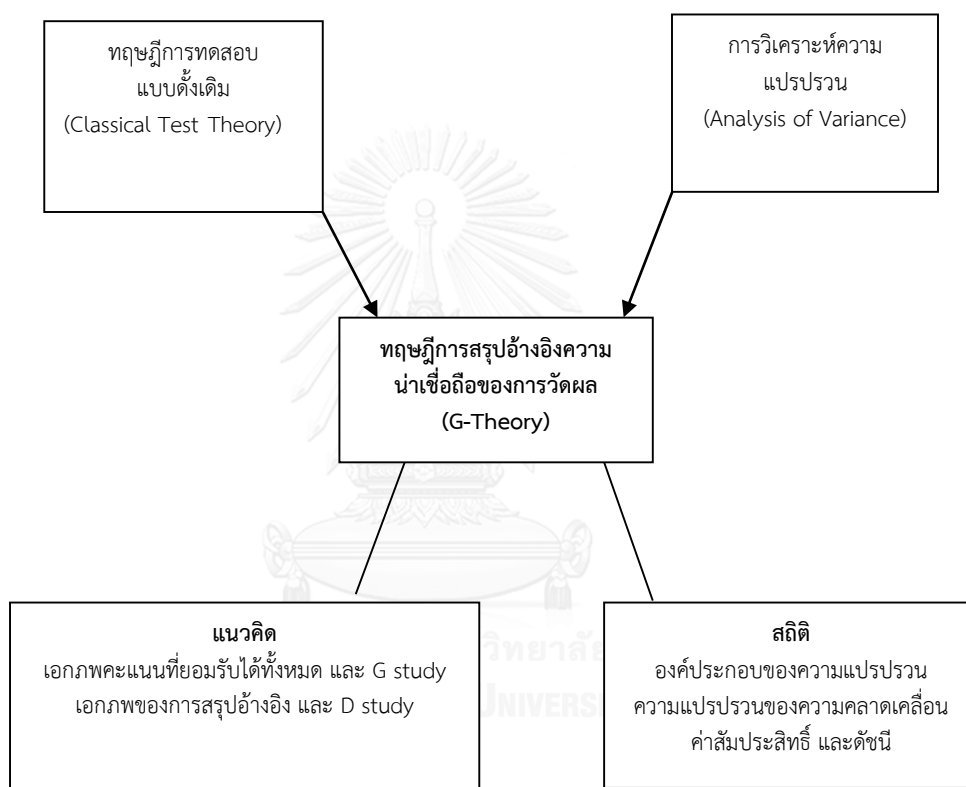 ทฤษฎีการทดสอบ
แบบดั้งเดิม
(Classical Test Theory)
การวิเคราะห์ความ
แปรปรวน
(Analysis of Variance)
ทฤษฎีการสรุปอ้างอิงความ
น่าเชื่อถือของการวัดผล
(G-Theory)
แนวคิด
เอกภพคะแนนที่ยอมรับได้ทั้งหมด และ G study
เอกภพของการสรุปอ้างอิง และ D study
สถิติ
องค์ประกอบของความแปรปรวน
ความแปรปรวนของความคลาดเคลื่อน
ค่าสัมประสิทธิ์ และดัชนี